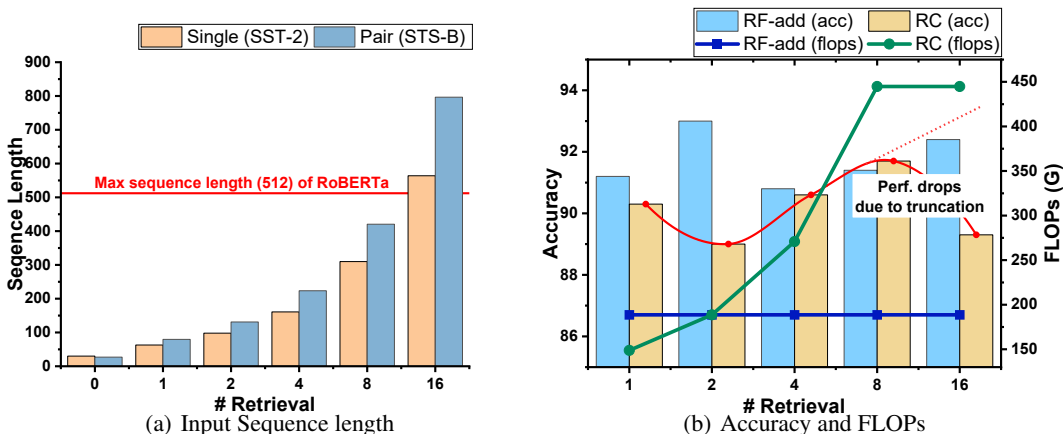 Single (SST-2) Pair (STS-B)
900
800
700
600
500
400
300
200
100
0
Seqence Length
Max sequence length (512) of RoBERTa
0 1 2 4 8 16
# Retrieval
(a) Input Sequence length
RF-add (acc) RC (acc)
RF-add (flops) RC (flops)
94
92
90
88
86
Accuracy
450
400
350
300
250
200
150
FLOPs (G)
Perf. drops
due to truncation
1 2 4 8 16
# Retrieval
(b) Accuracy and FLOPs